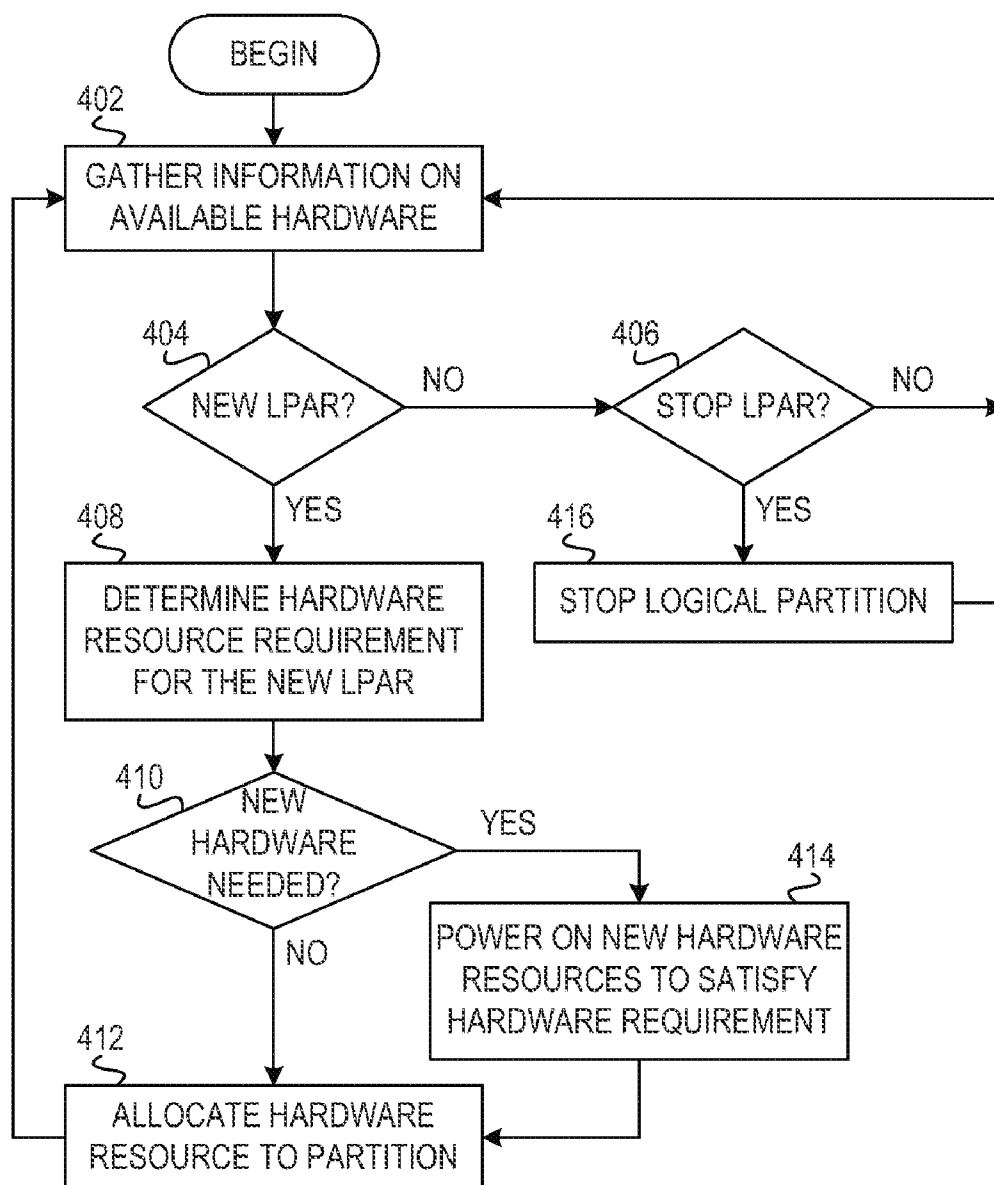 BEGIN
402
GATHER INFORMATION ON
AVAILABLE HARDWARE
404
NEW LPAR?
NO
406
STOP LPAR?
NO
YES
YES
408
DETERMINE HARDWARE
RESOURCE REQUIREMENT
FOR THE NEW LPAR
416
STOP LOGICAL PARTITION
410
NEW
HARDWARE
NEEDED?
YES
NO
414
POWER ON NEW HARDWARE
RESOURCES TO SATISFY
HARDWARE REQUIREMENT
412
ALLOCATE HARDWARE
RESOURCE TO PARTITION